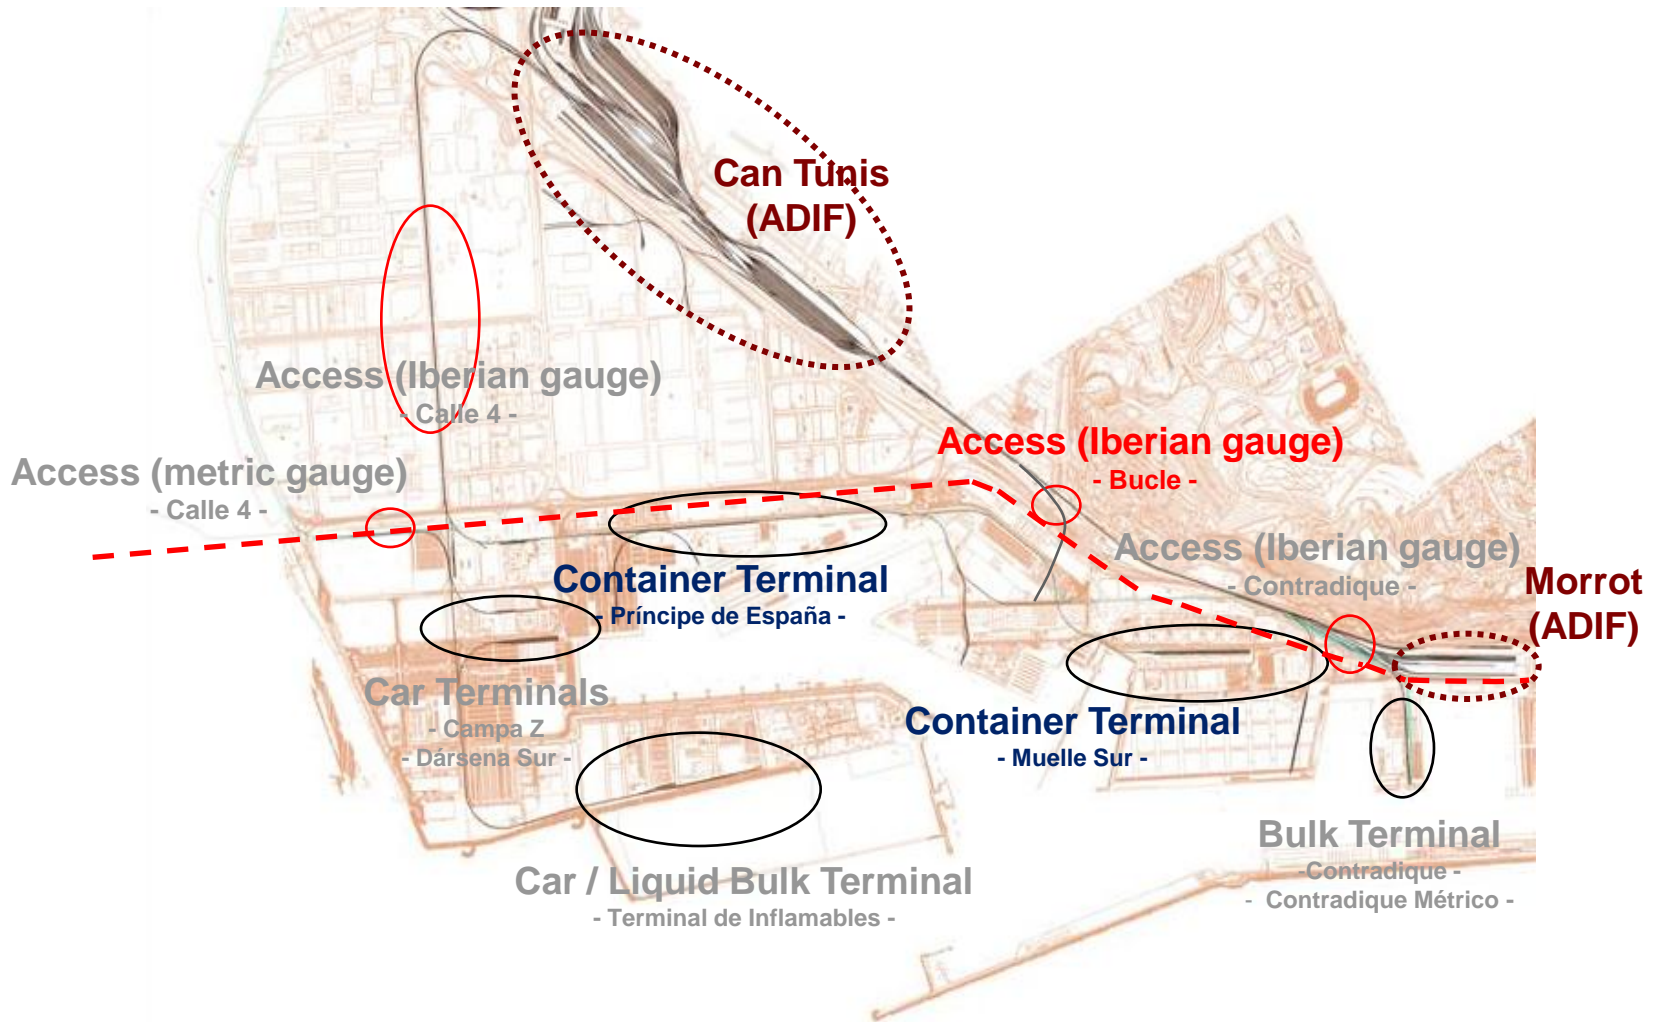 Can Tunis
(ADIF)
Access (Iberian gauge)
- Calle 4 -
Access (metric gauge)
- Calle 4 -
Access (Iberian gauge)
- Bucle -
Access (Iberian gauge)
- Contradique -
Morrot
(ADIF)
Container Terminal
- Príncipe de España -
Car Terminals
- Campa Z
- Dársena Sur -
Container Terminal
- Muelle Sur -
Bulk Terminal
-Contradique -
- Contradique Métrico -
Car / Liquid Bulk Terminal
- Terminal de Inflamables -